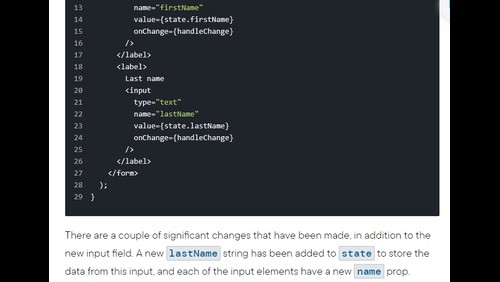 13 name="firstName"
14 value={state.firstName}
15 onChange={handleChange}
16 />
17 </label>
18 <label>
19 Last name
20 <input
21 type="text"
22 name="lastName"
23 value={state.lastName}
24 onChange={handleChange}
25 />
26 </label>
27 </form>
28 );
29 }
There are a couple of significant changes that have been made, in addition to the
new input field. A new lastName string has been added to state to store the
data from this input, and each of the input elements have a new name prop.